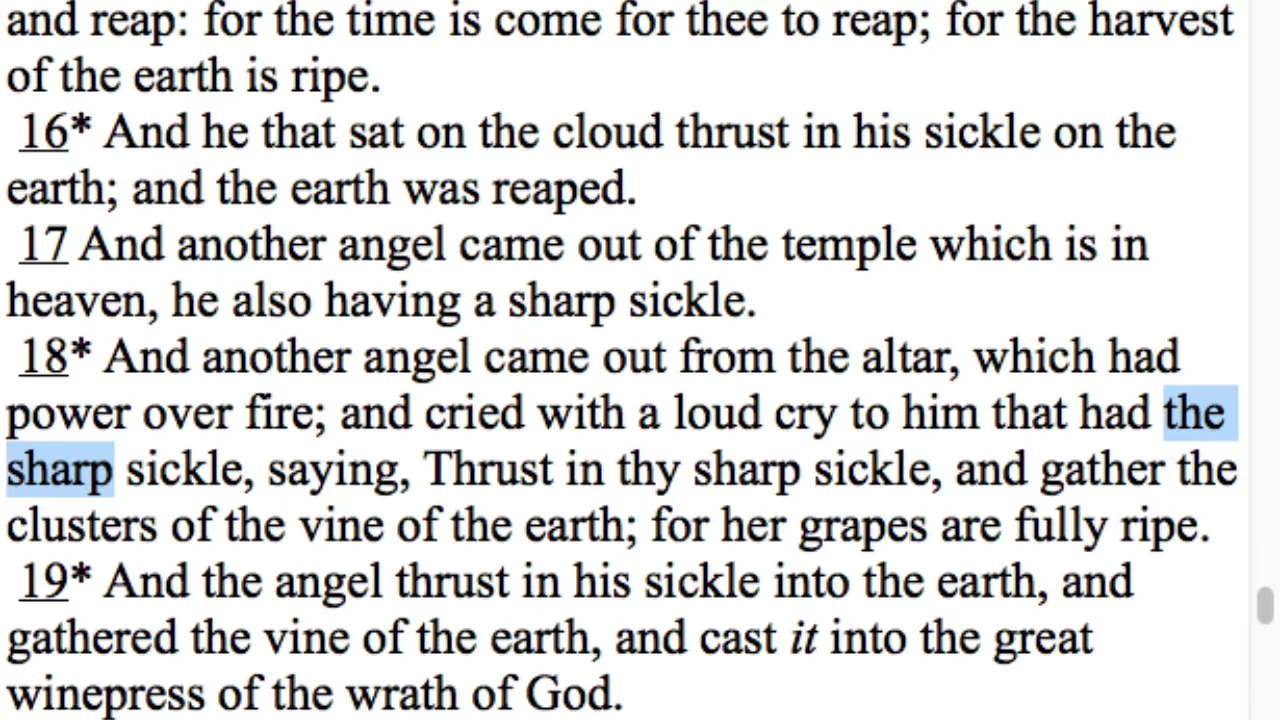 and reap: for the time is come for thee to reap; for the harvest
of the earth is ripe.
16* And he that sat on the cloud thrust in his sickle on the
earth; and the earth was reaped.
17 And another angel came out of the temple which is in
heaven, he also having a sharp sickle.
18* And another angel came out from the altar, which had
power over fire; and cried with a loud cry to him that had the
sharp sickle, saying, Thrust in thy sharp sickle, and gather the
clusters of the vine of the earth; for her grapes are fully ripe.
19* And the angel thrust in his sickle into the earth, and
gathered the vine of the earth, and cast it into the great
winepress of the wrath of God.